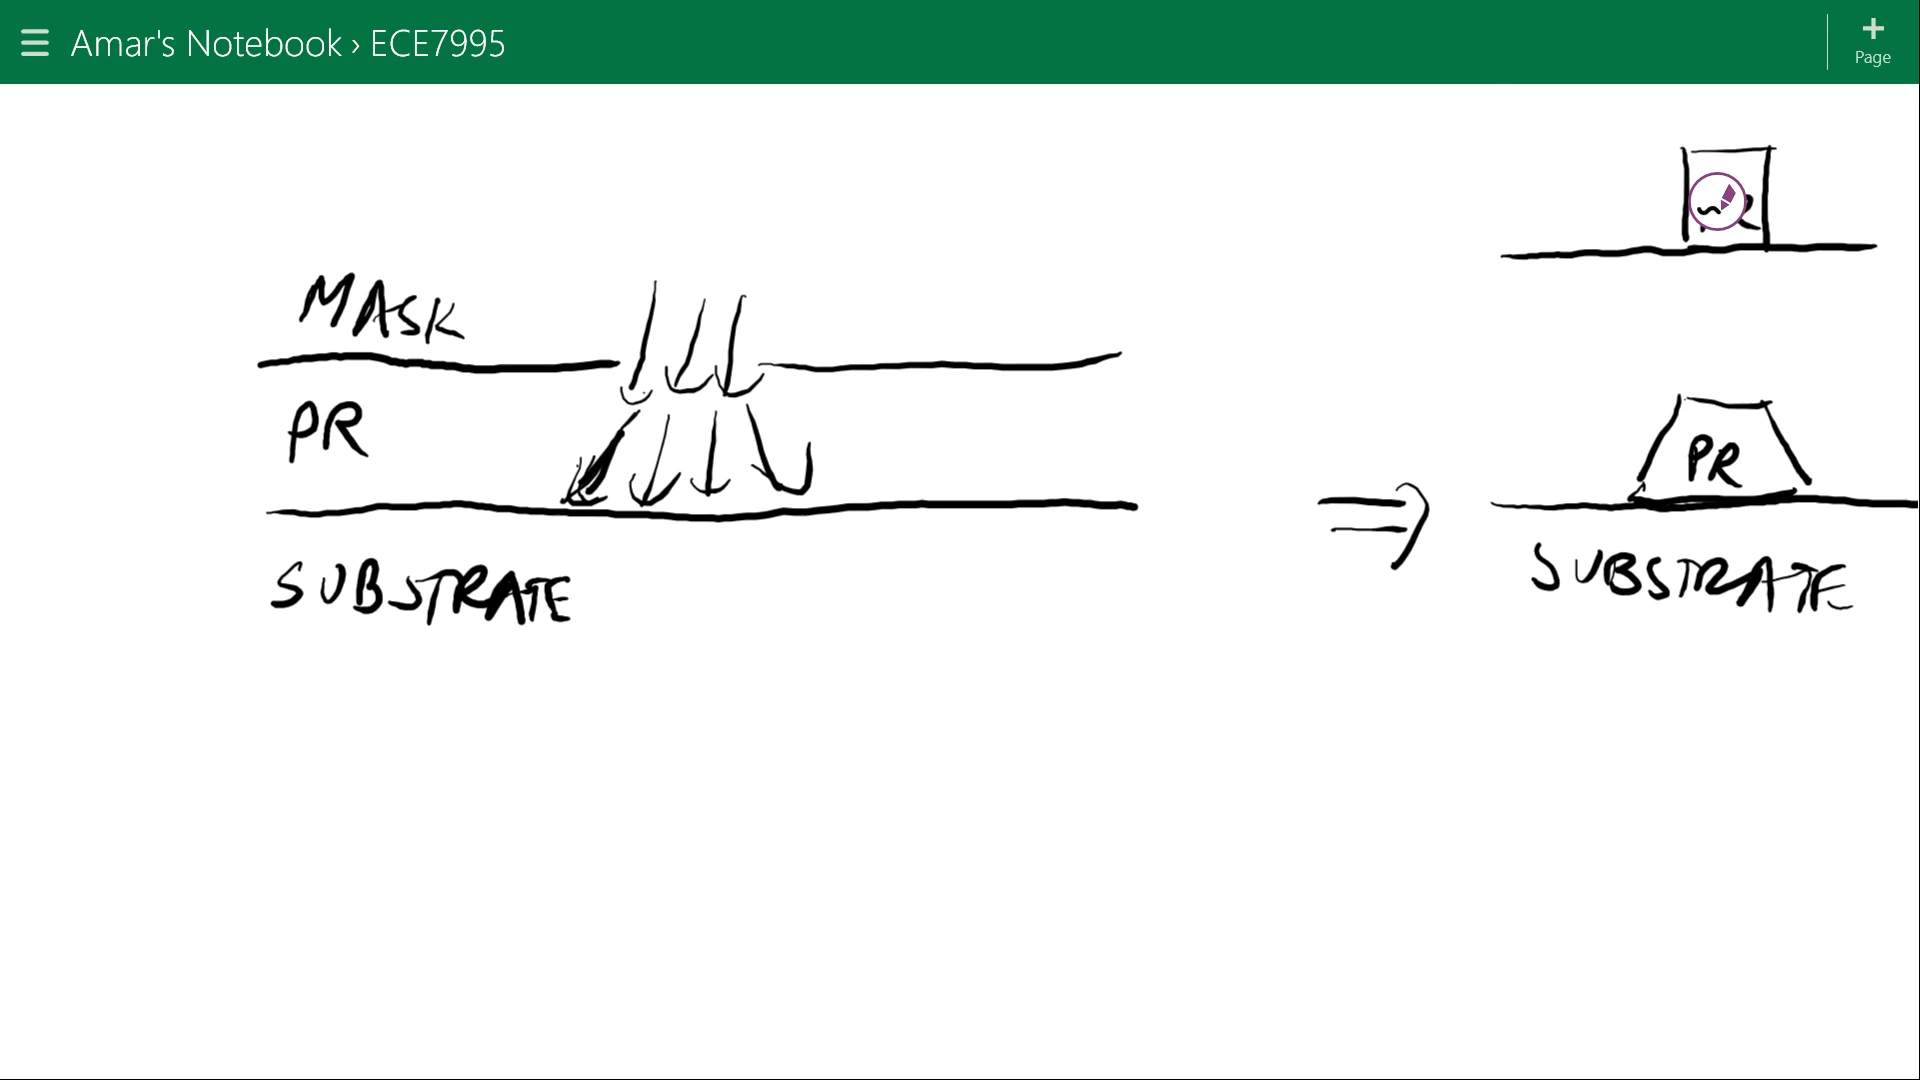 Amar's Notebook › ECE7995
Page
MASK
PR
SUBSTRATE
PR
SUBSTRATE